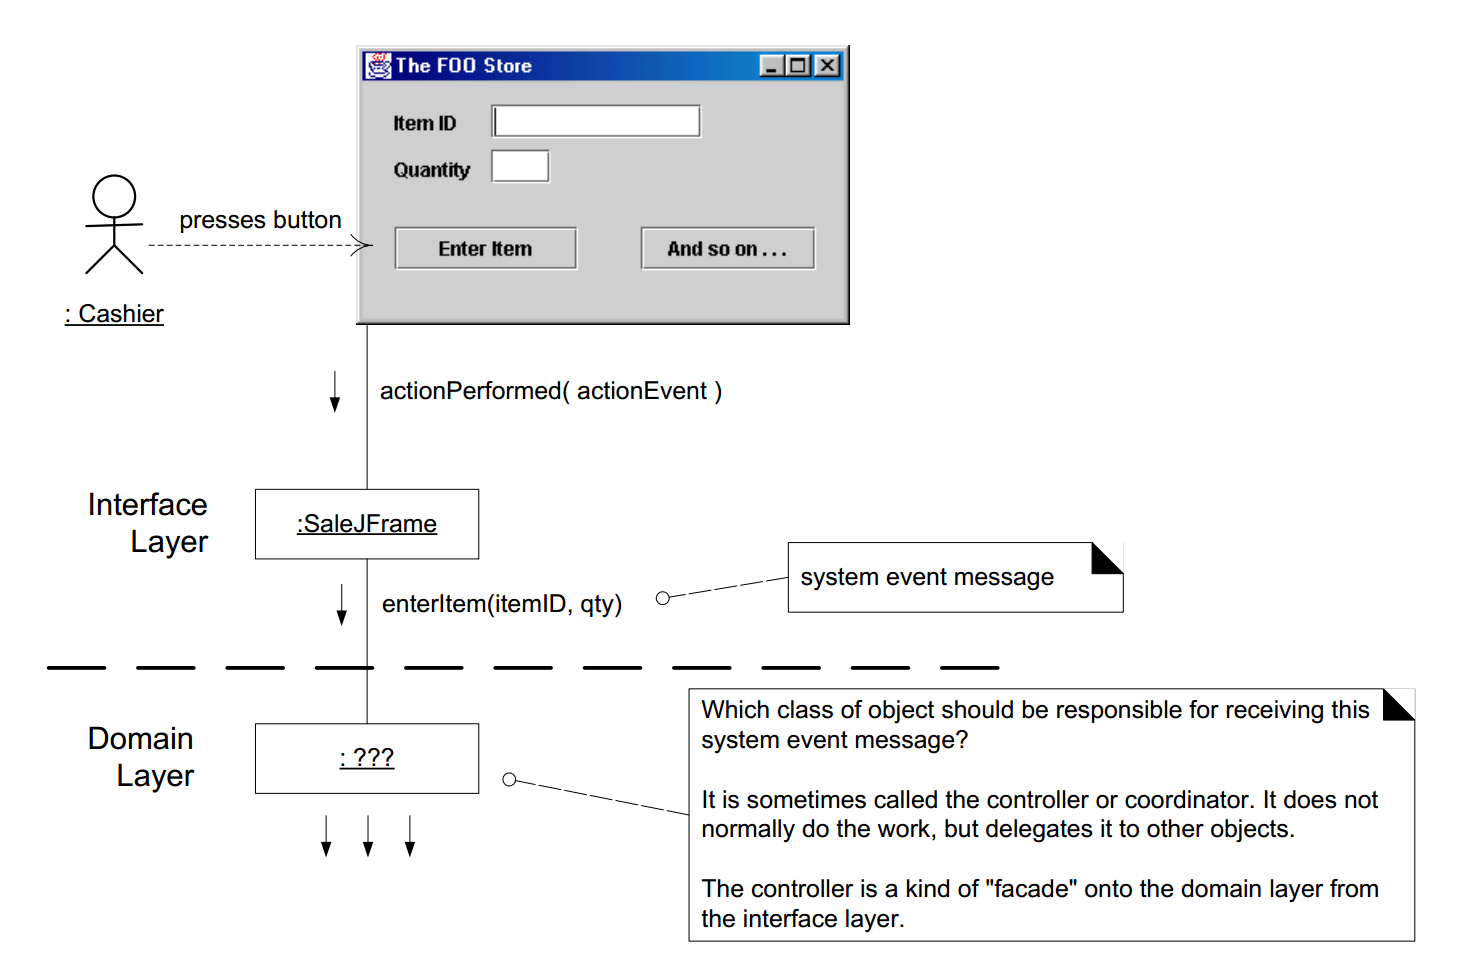 The FOO Store
Item ID
Quantity
presses button
Enter Item
And so on . . .
: Cashier
actionPerformed( actionEvent )
Interface
Layer
:SaleJFrame
system event message
enterItem(itemID, qty)
Domain
Layer
: ???
Which class of object should be responsible for receiving this
system event message?
It is sometimes called the controller or coordinator. It does not
normally do the work, but delegates it to other objects.
The controller is a kind of "facade" onto the domain layer from
the interface layer.